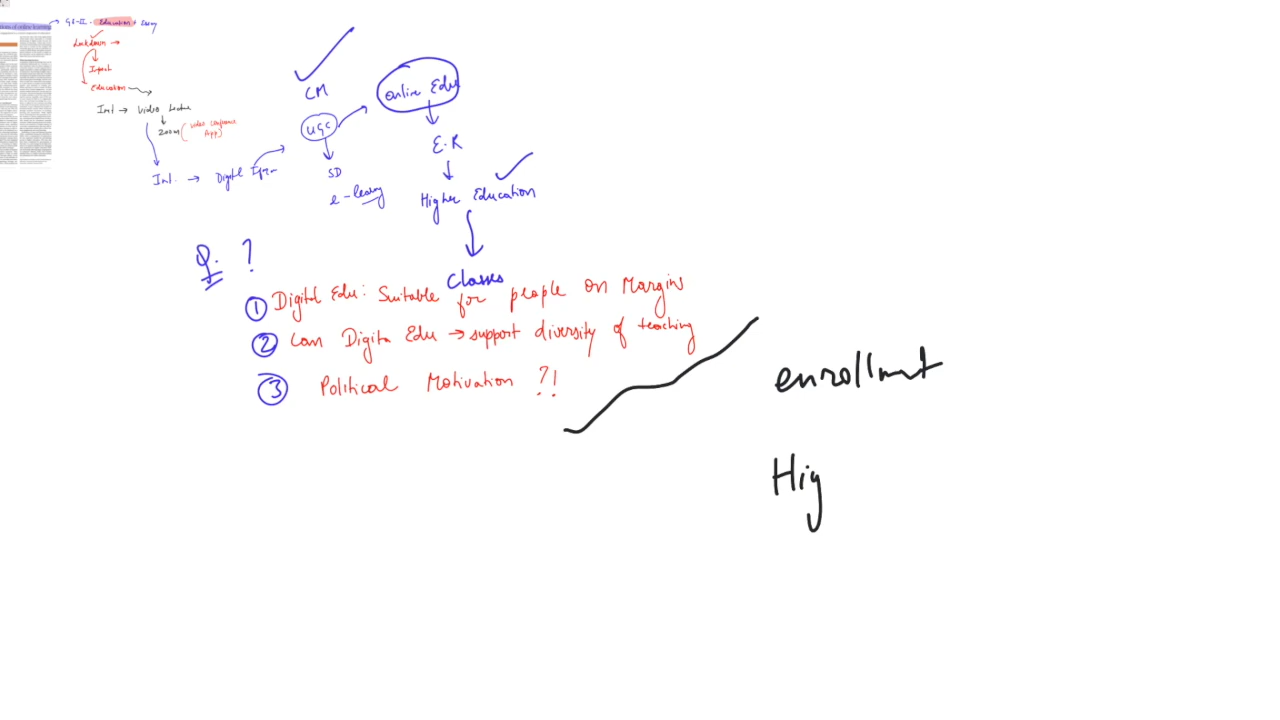 GS-II - Education + Essay
Lockdown →
Impact
Education
Int → Video Lecture
Zoom (video conference App)
Int. → Digital Infra
CM
UGC
SD
e-learning
Online Edu
E.R
Higher Education
Classes
Q. ?
① Digital Edu: Suitable for people on Margins
② Can Digital Edu → support diversity of teaching
③ Political Motivation ?!
enrollment
Hig